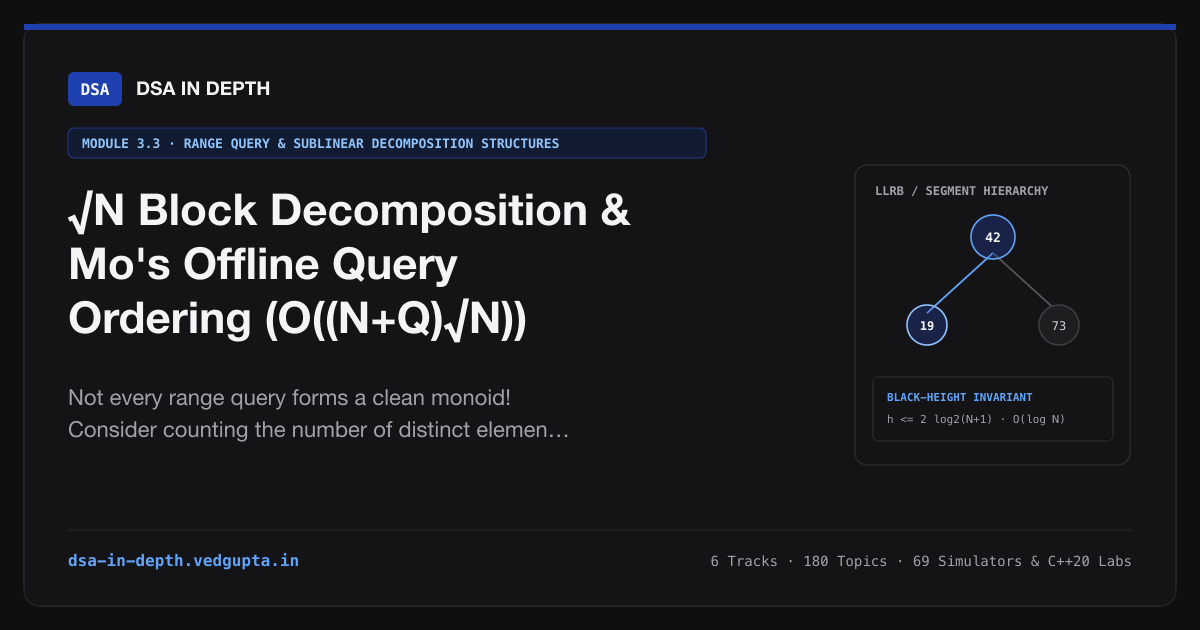 DSA
DSA IN DEPTH
MODULE 3.3 · RANGE QUERY & SUBLINEAR DECOMPOSITION STRUCTURES
√N Block Decomposition &
Mo's Offline Query
Ordering (O((N+Q)√N))
Not every range query forms a clean monoid!
Consider counting the number of distinct elemen…
LLRB / SEGMENT HIERARCHY
42
19
73
BLACK-HEIGHT INVARIANT
h <= 2 log2(N+1) · O(log N)
dsa-in-depth.vedgupta.in
6 Tracks · 180 Topics · 69 Simulators & C++20 Labs